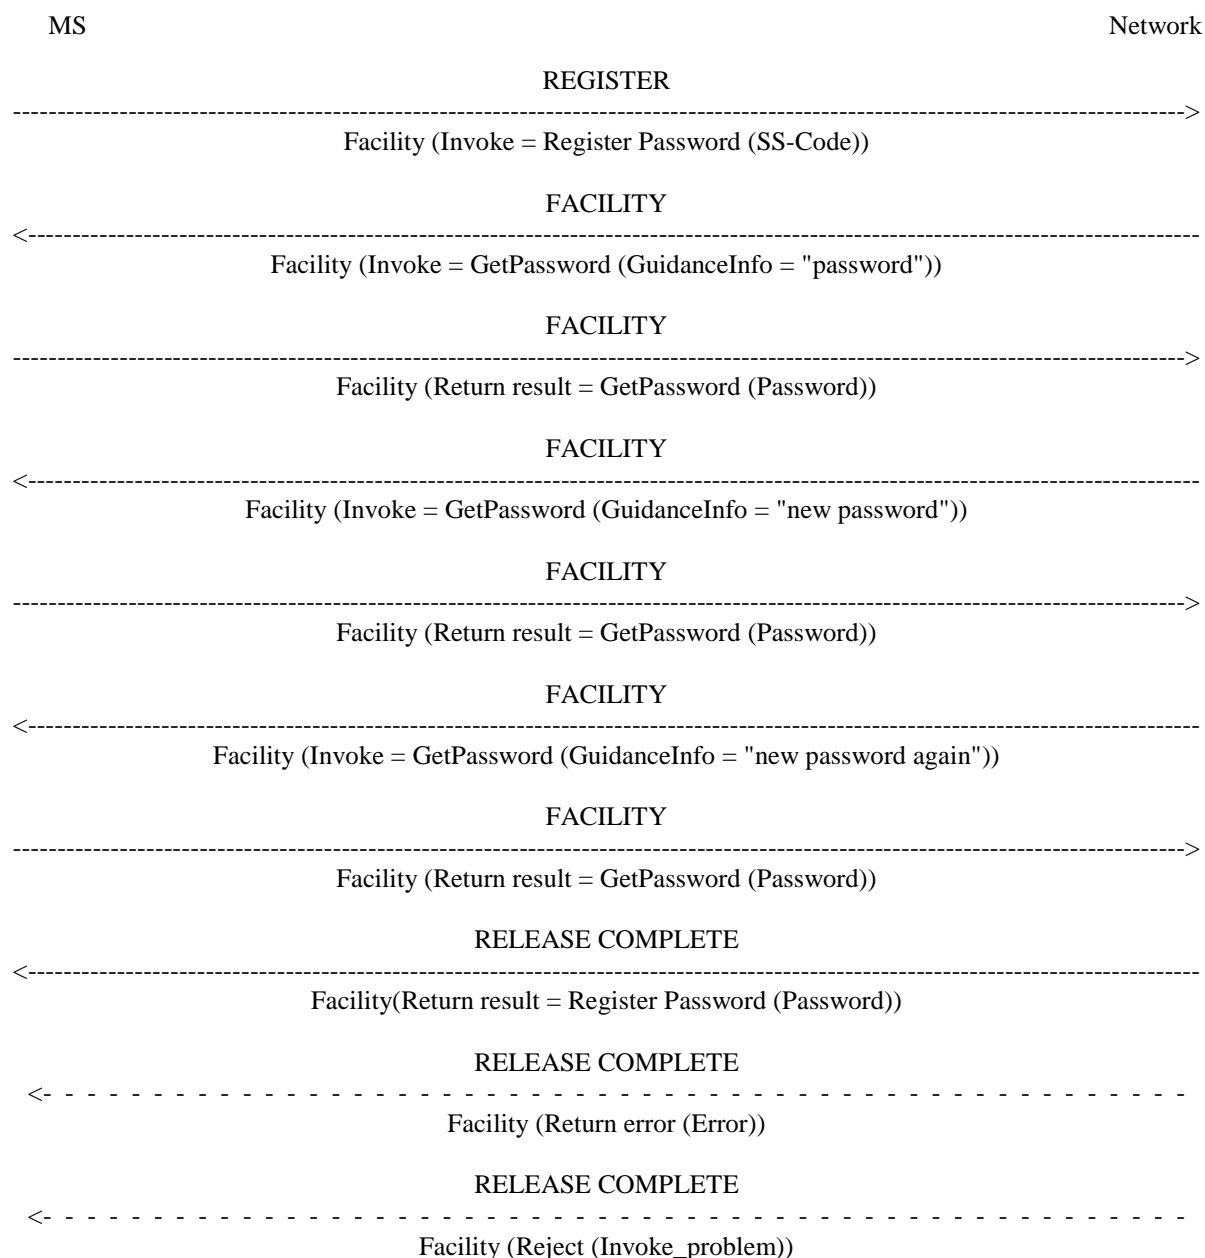 MS Network
REGISTER
------------------------------------------------------------------------------------------------------------------------------------>
Facility (Invoke = Register Password (SS-Code))
FACILITY
<------------------------------------------------------------------------------------------------------------------------------------
Facility (Invoke = GetPassword (GuidanceInfo = "password"))
FACILITY
------------------------------------------------------------------------------------------------------------------------------------>
Facility (Return result = GetPassword (Password))
FACILITY
<------------------------------------------------------------------------------------------------------------------------------------
Facility (Invoke = GetPassword (GuidanceInfo = "new password"))
FACILITY
------------------------------------------------------------------------------------------------------------------------------------>
Facility (Return result = GetPassword (Password))
FACILITY
<------------------------------------------------------------------------------------------------------------------------------------
Facility (Invoke = GetPassword (GuidanceInfo = "new password again"))
FACILITY
------------------------------------------------------------------------------------------------------------------------------------>
Facility (Return result = GetPassword (Password))
RELEASE COMPLETE
<------------------------------------------------------------------------------------------------------------------------------------
Facility(Return result = Register Password (Password))
RELEASE COMPLETE
<- - - - - - - - - - - - - - - - - - - - - - - - - - - - - - - - - - - - - - - - - - - - - - - - - - - -
Facility (Return error (Error))
RELEASE COMPLETE
<- - - - - - - - - - - - - - - - - - - - - - - - - - - - - - - - - - - - - - - - - - - - - - - - - - - -
Facility (Reject (Invoke_problem))